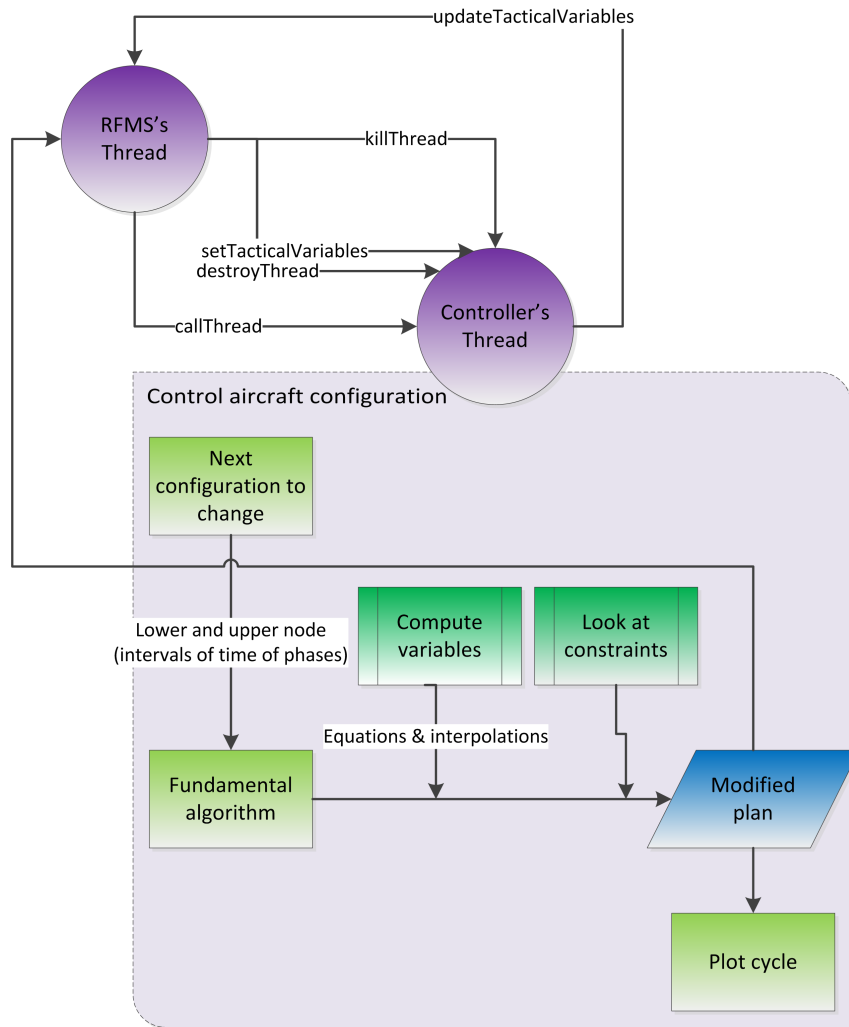 updateTacticalVariables
RFMS's
Thread
killThread
setTacticalVariables
destroyThread
callThread
Controller's
Thread
Control aircraft configuration
Next
configuration to
change
Compute
variables
Look at
constraints
Lower and upper node
(intervals of time of phases)
Equations & interpolations
Fundamental
algorithm
Modified
plan
Plot cycle